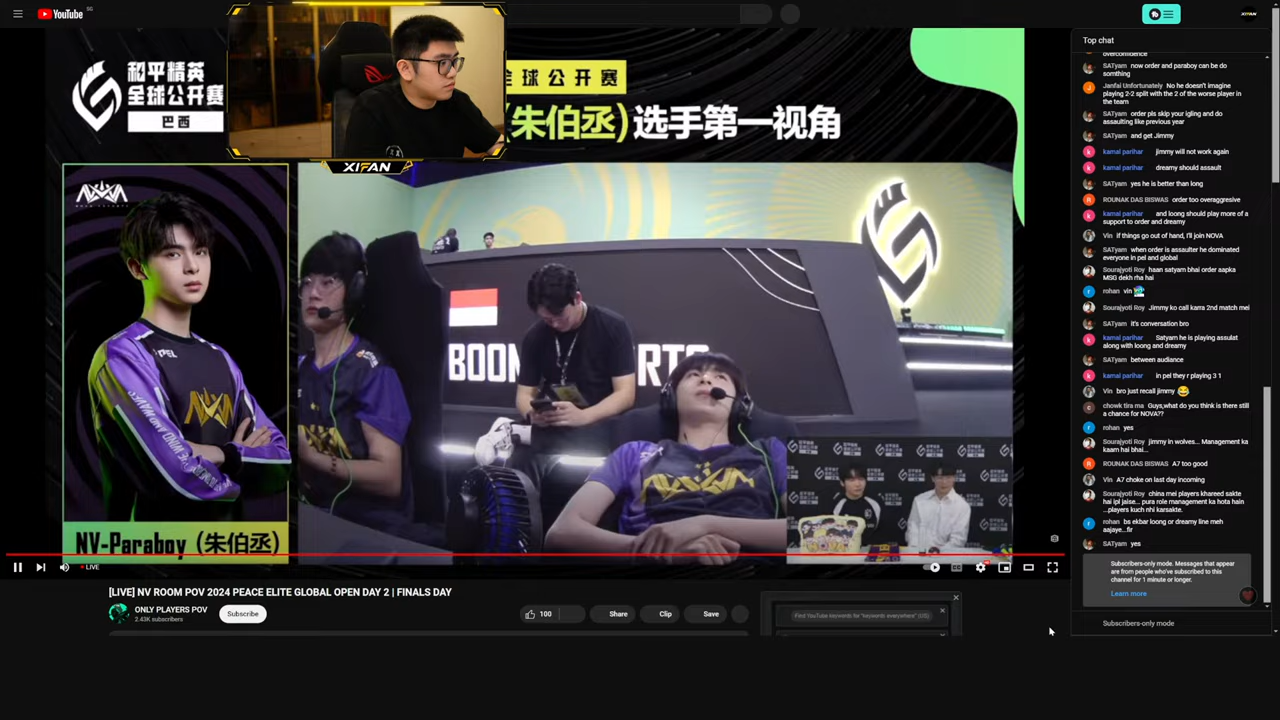 YouTube
SG
XIFAN
和平精英
全球公开赛
巴西
全球公开赛
(朱伯丞)选手第一视角
XIFAN
PEL
NV-Paraboy (朱伯丞)
BOOM
LIVE
[LIVE] NV ROOM POV 2024 PEACE ELITE GLOBAL OPEN DAY 2 | FINALS DAY
ONLY PLAYERS POV
2.43K subscribers
Subscribe
100
Share
Clip
Save
Find YouTube keywords for "keywords everywhere"
Top chat
overconfidence
SATyam now order and paraboy can be do
somthing
Janfal Unfortunately No he doesn't imagine
playing 2-2 split with the 2 of the worse player in
the team
SATyam order pls skip your igling and do
assaulting like previous year
SATyam and get Jimmy
kamal parihar jimmy will not work again
kamal parihar dreamy should assault
SATyam yes he is better than long
ROUNAK DAS BISWAS order too overaggresive
kamal parihar and loong should play more of a
support to order and dreamy
Vin if things go out of hand, I'll join NOVA
SATyam when order is assaulter he dominated
everyone in pel and global
Sourajyoti Roy haan satyam bhai order aapka
MSG dekh rha hai
rohan vin
Sourajyoti Roy Jimmy ko call karra 2nd match mei
SATyam it's conversation bro
kamal parihar Satyam he is playing assulat
along with loong and dreamy
SATyam between audiance
kamal parihar in pel they r playing 3 1
Vin bro just recall jimmy 😂
chowk tira ma Guys,what do you think is there still
a chance for NOVA??
rohan yes
Sourajyoti Roy jimmy in wolves... Management ka
kaam hai bhai...
ROUNAK DAS BISWAS A7 too good
Vin A7 choke on last day incoming
Sourajyoti Roy china mei players khareed sakte
hai ipl jaise... pura role management ka hota hain
...players kuch nhi karsakte.
rohan bs ekbar loong or dreamy line meh
aajaye..fir
SATyam yes
Subscribers-only mode. Messages that appear
are from people who've subscribed to this
channel for 1 minute or longer.
Learn more
Subscribers-only mode